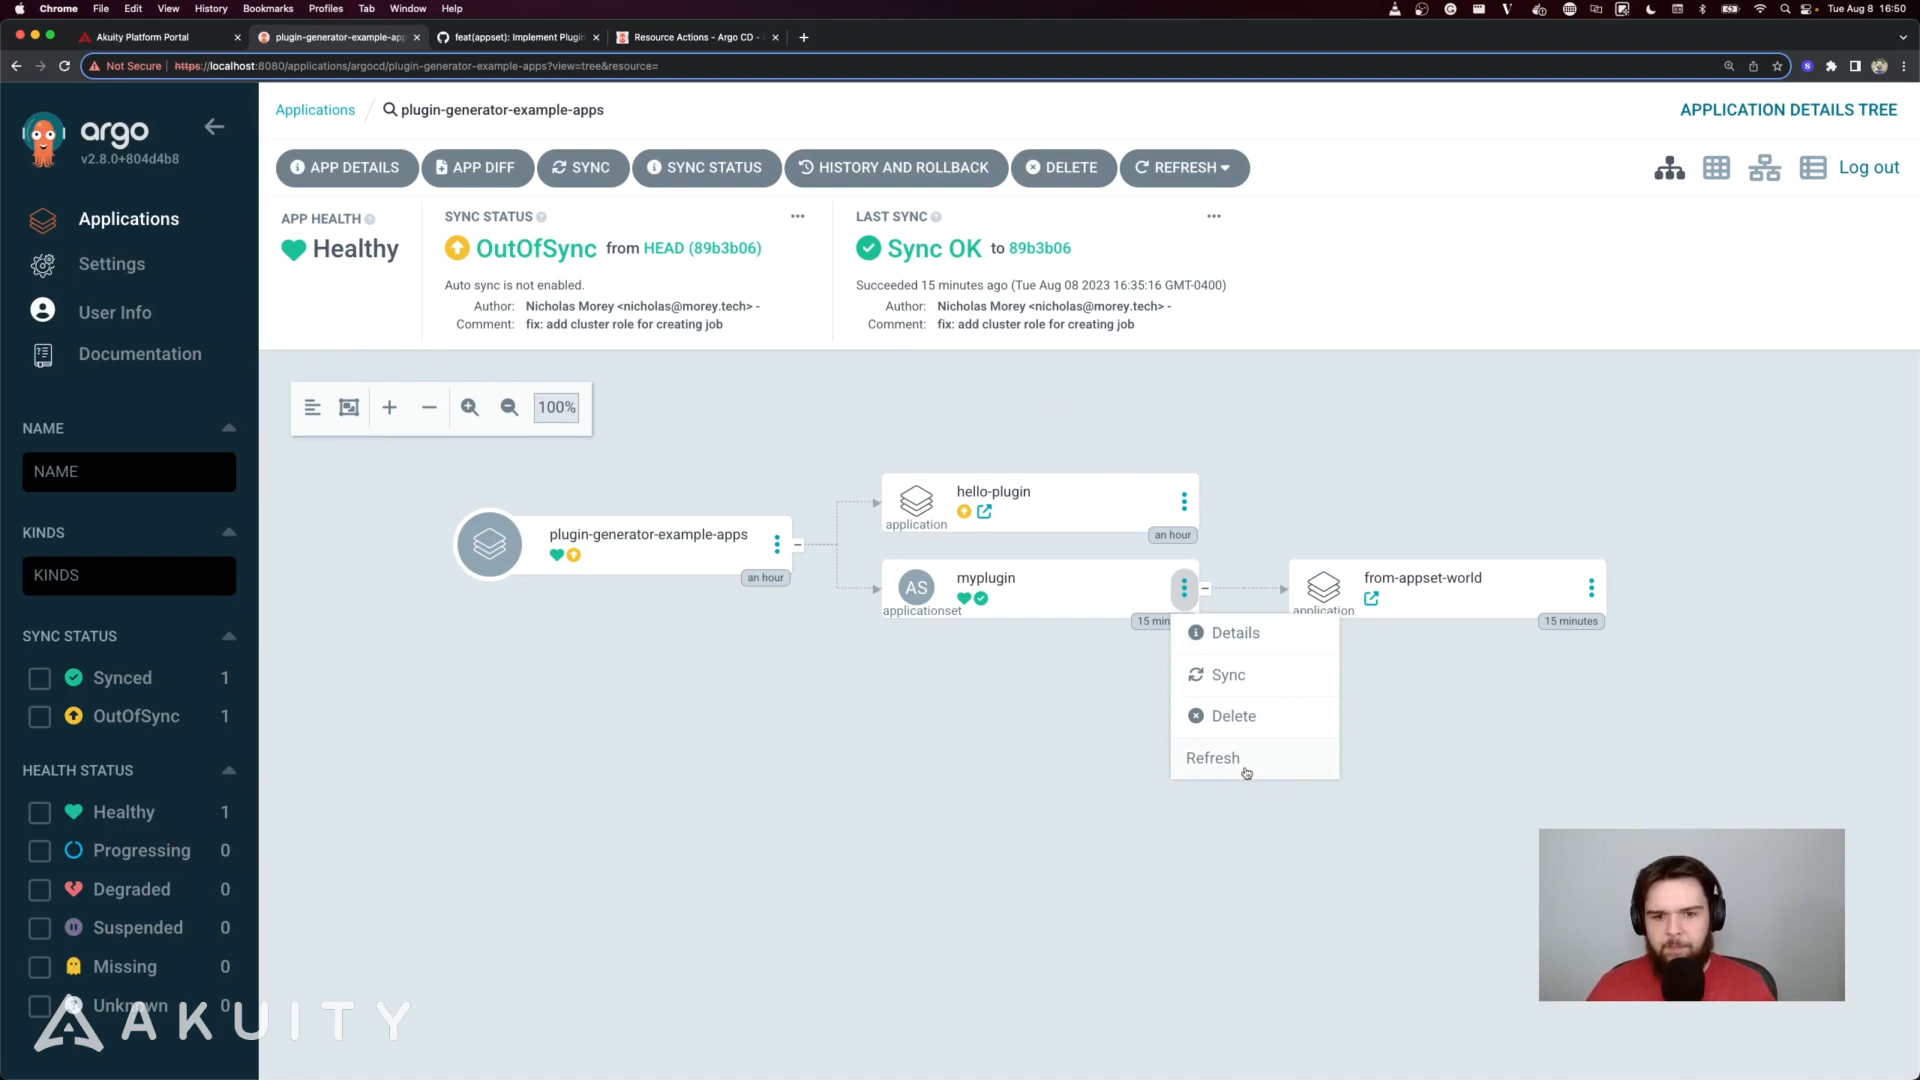 Chrome File Edit View History Bookmarks Profiles Tab Window Help
Tue Aug 8 16:50
Akuity Platform Portal
plugin-generator-example-app
feat(appset): Implement Plugin
Resource Actions - Argo CD -
Not Secure https://localhost:8080/applications/argocd/plugin-generator-example-apps?view=tree&resource=
argo
v2.8.0+804d4b8
Applications
Settings
User Info
Documentation
NAME
NAME
KINDS
KINDS
SYNC STATUS
Synced 1
OutOfSync 1
HEALTH STATUS
Healthy 1
Progressing 0
Degraded 0
Suspended 0
Missing 0
Unknown 0
AKUITY
Applications / plugin-generator-example-apps
APPLICATION DETAILS TREE
APP DETAILS APP DIFF SYNC SYNC STATUS HISTORY AND ROLLBACK DELETE REFRESH
Log out
APP HEALTH
Healthy
SYNC STATUS
OutOfSync from HEAD (89b3b06)
Auto sync is not enabled.
Author: Nicholas Morey <nicholas@morey.tech> -
Comment: fix: add cluster role for creating job
LAST SYNC
Sync OK to 89b3b06
Succeeded 15 minutes ago (Tue Aug 08 2023 16:35:16 GMT-0400)
Author: Nicholas Morey <nicholas@morey.tech> -
Comment: fix: add cluster role for creating job
100%
plugin-generator-example-apps
an hour
hello-plugin
application
an hour
AS
myplugin
applicationset
15 min
from-appset-world
application
15 minutes
Details
Sync
Delete
Refresh